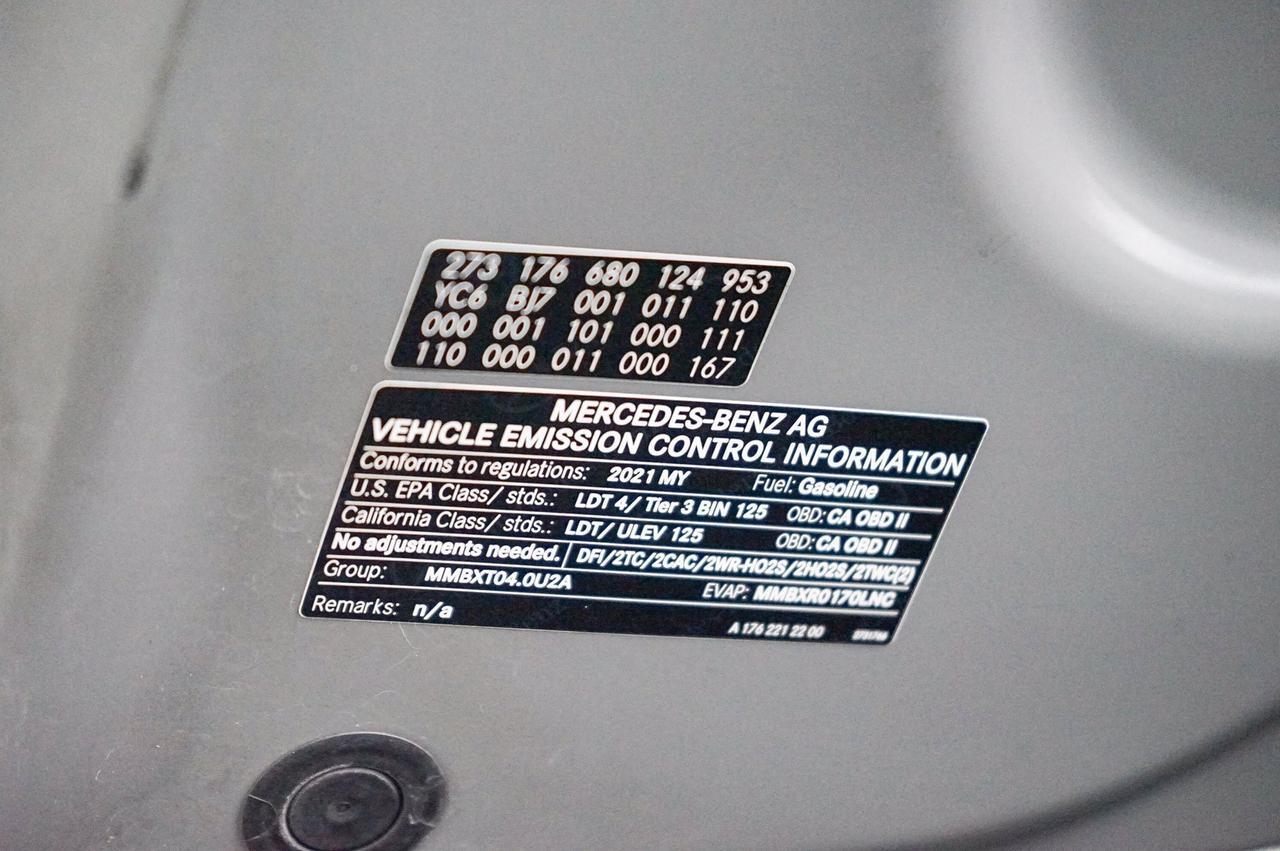 273 176 680 124 953
YC6 BJ7 001 011 110
000 001 101 000 111
110 000 011 000 167
MERCEDES-BENZ AG
VEHICLE EMISSION CONTROL INFORMATION
Conforms to regulations: 2021 MY Fuel: Gasoline
U.S. EPA Class/ stds.: LDT 4/ Tier 3 BIN 125 OBD: CA OBD II
California Class/ stds.: LDT/ ULEV 125 OBD: CA OBD II
No adjustments needed. DFI/2TC/2CAC/2WR-HO2S/2HO2S/2TWC(2)
Group: MMBXT04.0U2A EVAP: MMBXR0170LNC
Remarks: n/a
A 176 221 22 00